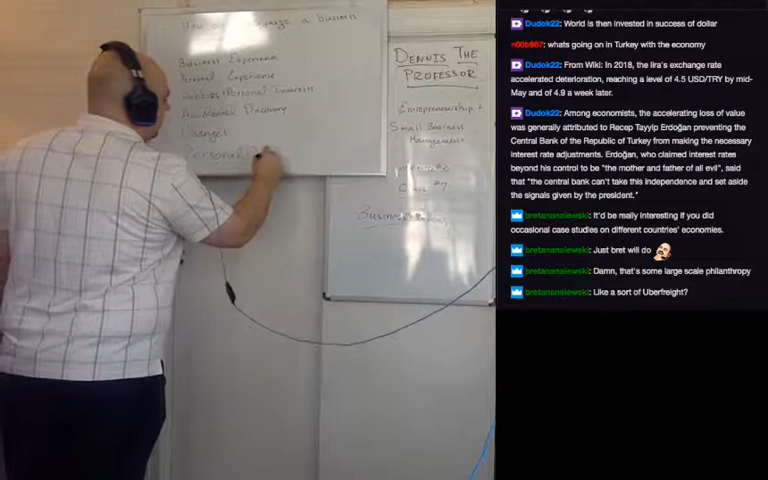 How do I organize a business
Business Experience
Personal Experience
Hobbies/Personal Interests
Accidental Discovery
Changes
Personal
DENNIS THE
PROFESSOR
Entrepreneurship &
Small Business
Management
Class #7
Business
Dudok22: World is then invested in success of dollar
n00b687: whats going on in Turkey with the economy
Dudok22: From Wiki: In 2018, the lira's exchange rate
accelerated deterioration, reaching a level of 4.5 USD/TRY by mid-
May and of 4.9 a week later.
Dudok22: Among economists, the accelerating loss of value
was generally attributed to Recep Tayyip Erdoğan preventing the
Central Bank of the Republic of Turkey from making the necessary
interest rate adjustments. Erdoğan, who claimed interest rates
beyond his control to be "the mother and father of all evil", said
that "the central bank can't take this independence and set aside
the signals given by the president."
bretananalewski: It'd be really interesting if you did
occasional case studies on different countries' economies.
bretananalewski: Just bret will do
bretananalewski: Damn, that's some large scale philanthropy
bretananalewski: Like a sort of Uberfreight?